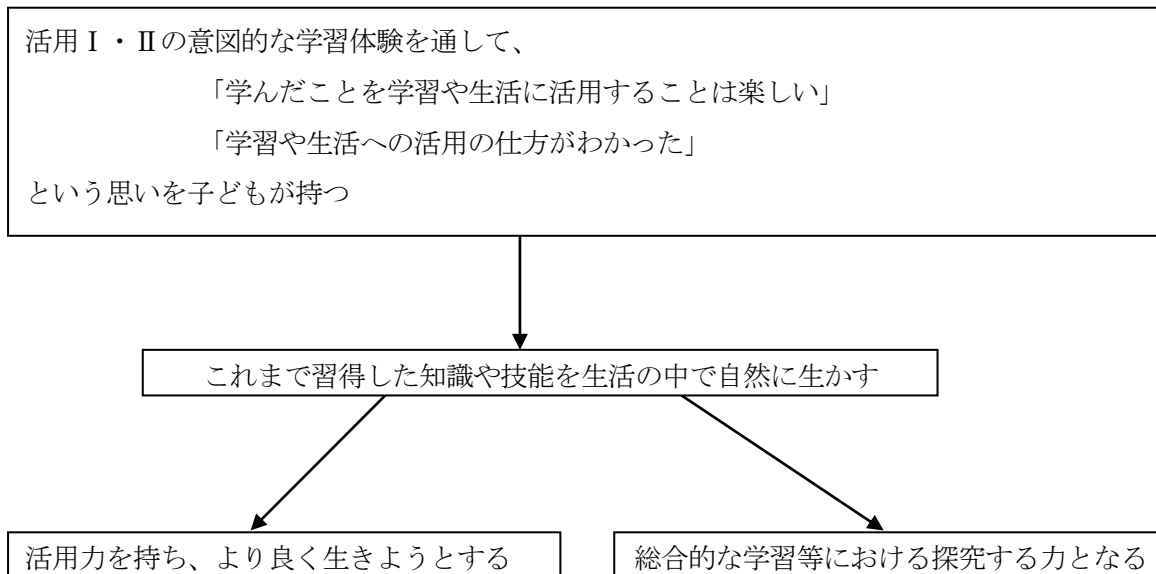 活用Ⅰ・Ⅱの意図的な学習体験を通して、
「学んだことを学習や生活に活用することは楽しい」
「学習や生活への活用の仕方がわかった」
という思いを子どもが持つ
これまで習得した知識や技能を生活の中で自然に生かす
活用力を持ち、より良く生きようとする
総合的な学習等における探究する力となる